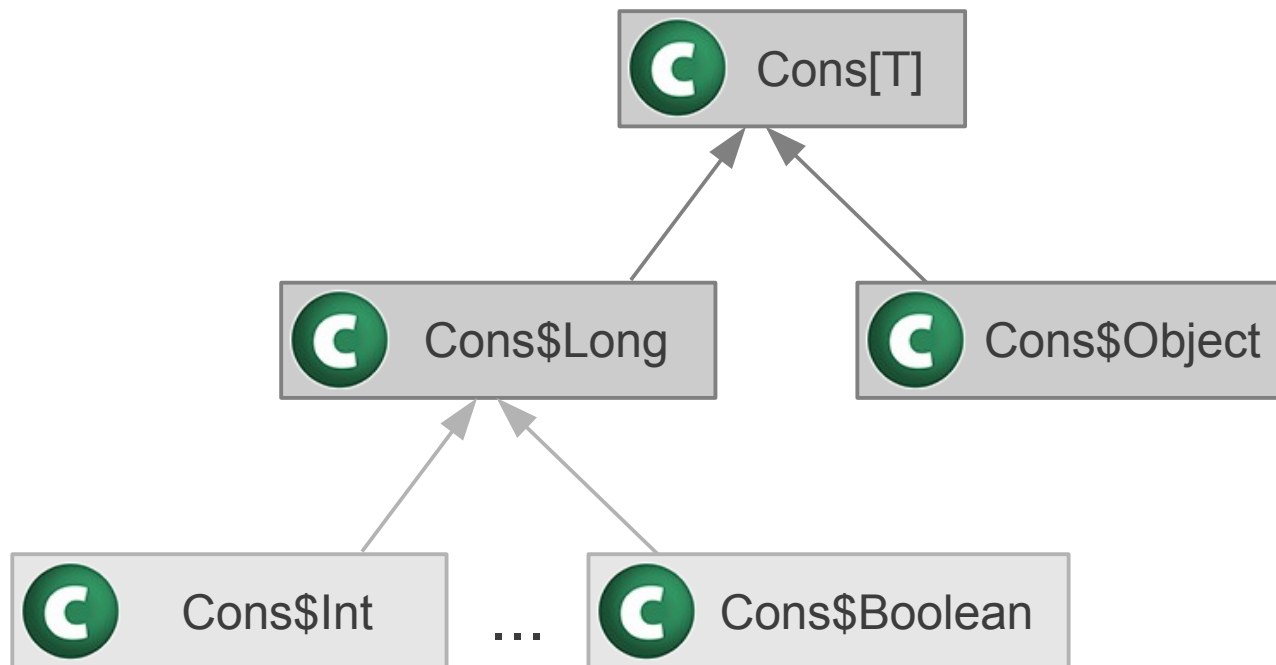 C Cons[T]
C Cons$Long
C Cons$Object
C Cons$Int
...
C Cons$Boolean